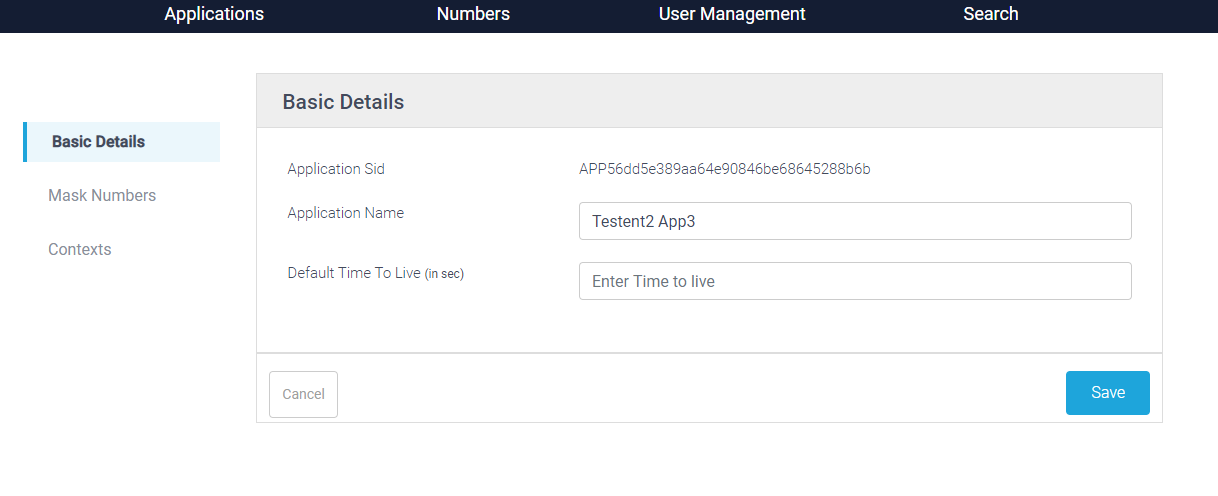 Applications Numbers User Management Search
Basic Details
Mask Numbers
Contexts
Basic Details
Application Sid APP56dd5e389aa64e90846be68645288b6b
Application Name Testent2 App3
Default Time To Live (in sec) Enter Time to live
Cancel Save